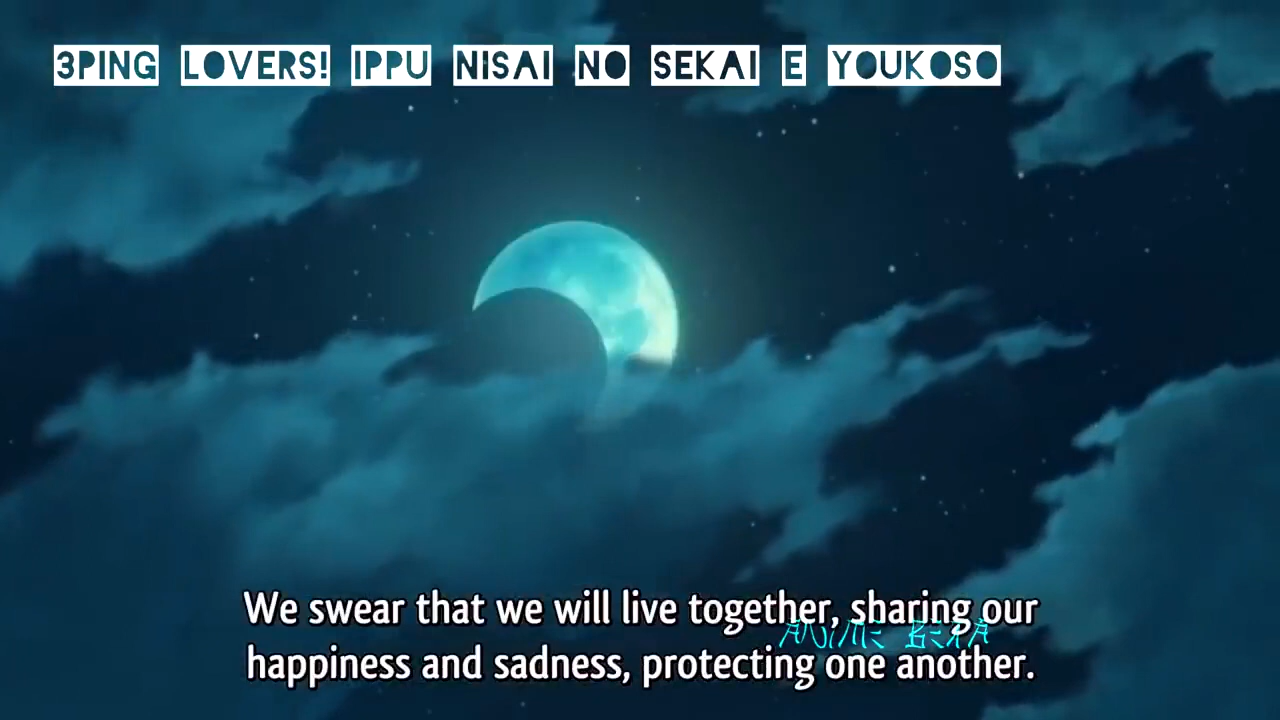 3PING LOVERS! IPPU NISAI NO SEKAI E YOUKOSO
We swear that we will live together, sharing our
ANIME BEXA
happiness and sadness, protecting one another.